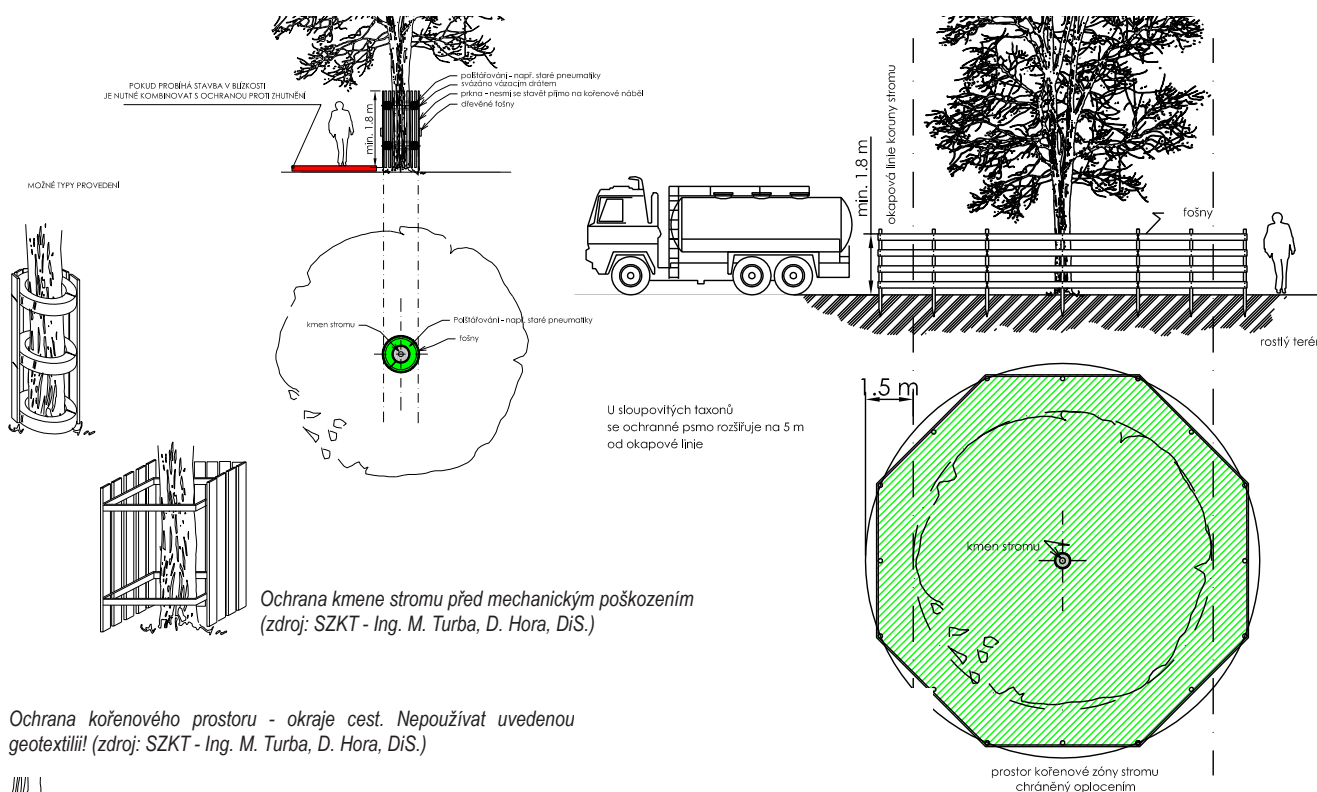 POKUD PROBÍHÁ STAVBA V BLÍZKOSTI
JE NUTNÉ KOMBINOVAT S OCHRANOU PROTI ZHUTNĚNÍ
polštářování - např. staré pneumatiky
svázáno vázacím drátem
prkna - nesmí se stavět přímo na kořenové náběl
dřevěné fošny
min. 1.8 m
MOŽNÉ TYPY PROVEDENÍ
kmen stromu
Polštářování - např. staré pneumatiky
fošny
Ochrana kmene stromu před mechanickým poškozením
(zdroj: SZKT - Ing. M. Turba, D. Hora, DiS.)
Ochrana kořenového prostoru - okraje cest. Nepoužívat uvedenou
geotextilii! (zdroj: SZKT - Ing. M. Turba, D. Hora, DiS.)
min. 1.8 m
okapová linie koruny stromu
fošny
rostlý terén
1.5 m
U sloupovitých taxonů
se ochranné psmo rozšiřuje na 5 m
od okapové linie
kmen stromu
prostor kořenové zóny stromu
chráněný oplocením